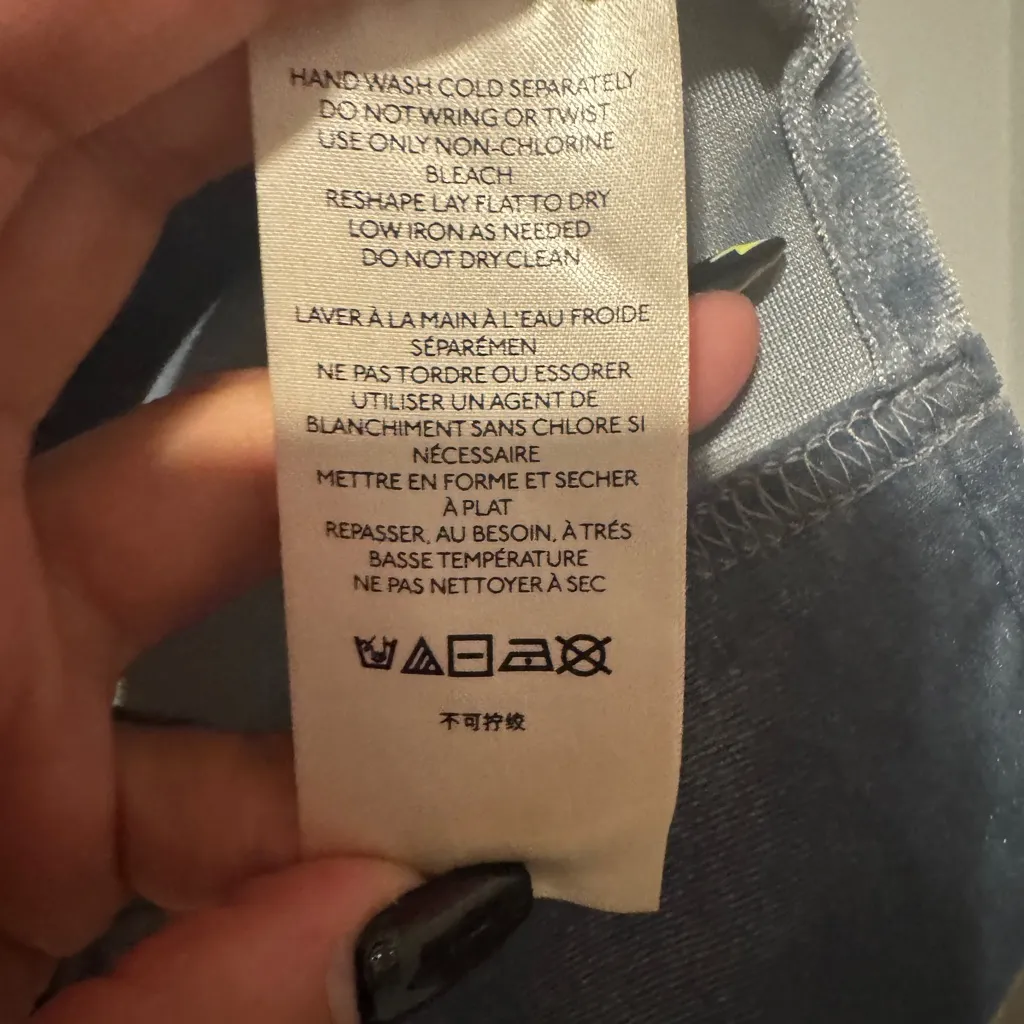 HAND WASH COLD SEPARATELY
DO NOT WRING OR TWIST
USE ONLY NON-CHLORINE
BLEACH
RESHAPE LAY FLAT TO DRY
LOW IRON AS NEEDED
DO NOT DRY CLEAN
LAVER À LA MAIN À L'EAU FROIDE
SÉPARÉMEN
NE PAS TORDRE OU ESSORER
UTILISER UN AGENT DE
BLANCHIMENT SANS CHLORE SI
NÉCESSAIRE
METTRE EN FORME ET SECHER
À PLAT
REPASSER, AU BESOIN, À TRÉS
BASSE TEMPÉRATURE
NE PAS NETTOYER À SEC
不可拧绞